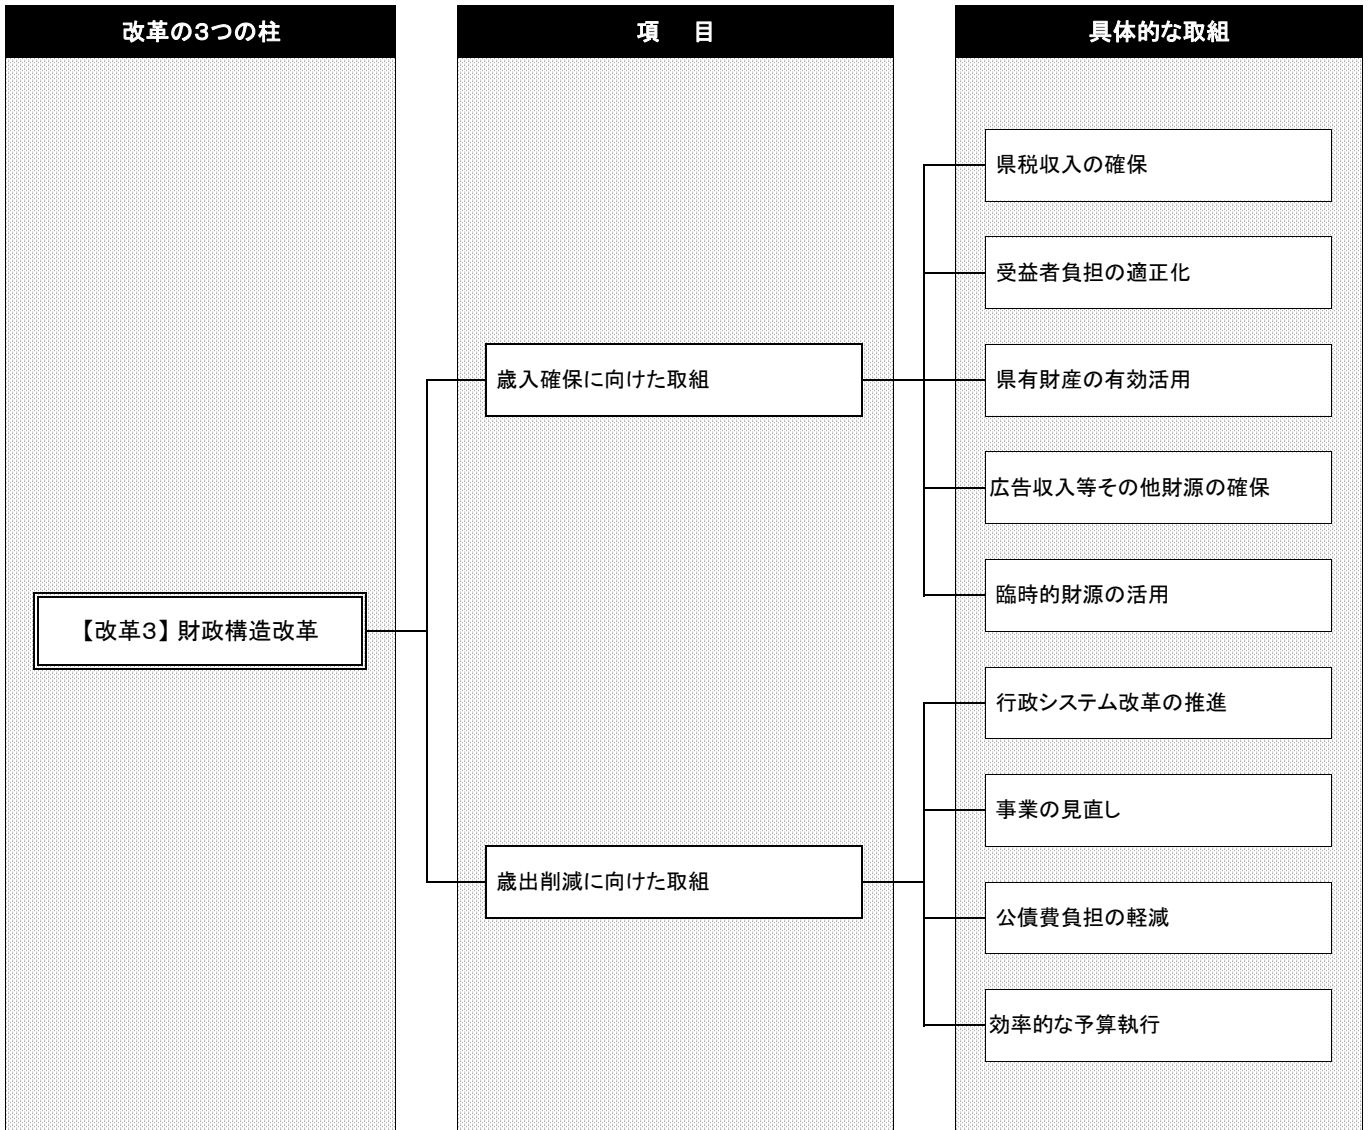 改革の3つの柱
項 目
具体的な取組
県税収入の確保
受益者負担の適正化
歳入確保に向けた取組
県有財産の有効活用
広告収入等その他財源の確保
臨時的財源の活用
【改革3】財政構造改革
行政システム改革の推進
事業の見直し
歳出削減に向けた取組
公債費負担の軽減
効率的な予算執行